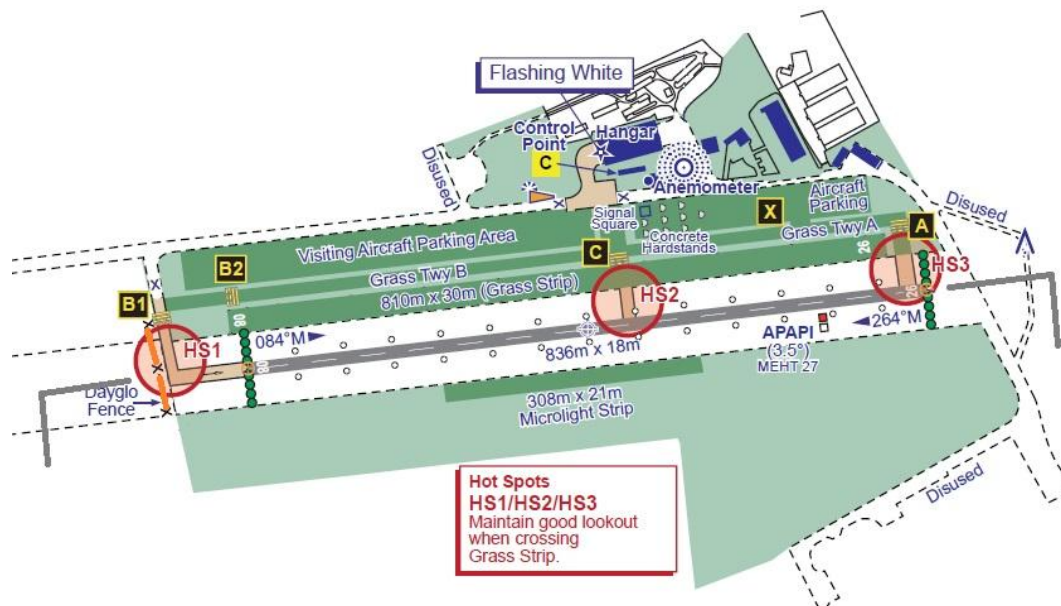 Flashing White
Control
Point
Hangar
C
Disused
Anemometer
Aircraft
Parking
Disused
Signal
Square
X
A
Visiting Aircraft Parking Area
Concrete
Hardstands
Grass Twy A
26
B2
C
Grass Twy B
HS3
B1
810m x 30m (Grass Strip)
HS2
26
08
084°M
APAPI
264°M
HS1
(3.5°)
836m x 18m
MEHT 27
08
Dayglo
Fence
308m x 21m
Microlight Strip
Hot Spots
HS1/HS2/HS3
Maintain good lookout
when crossing
Grass Strip.
Disused